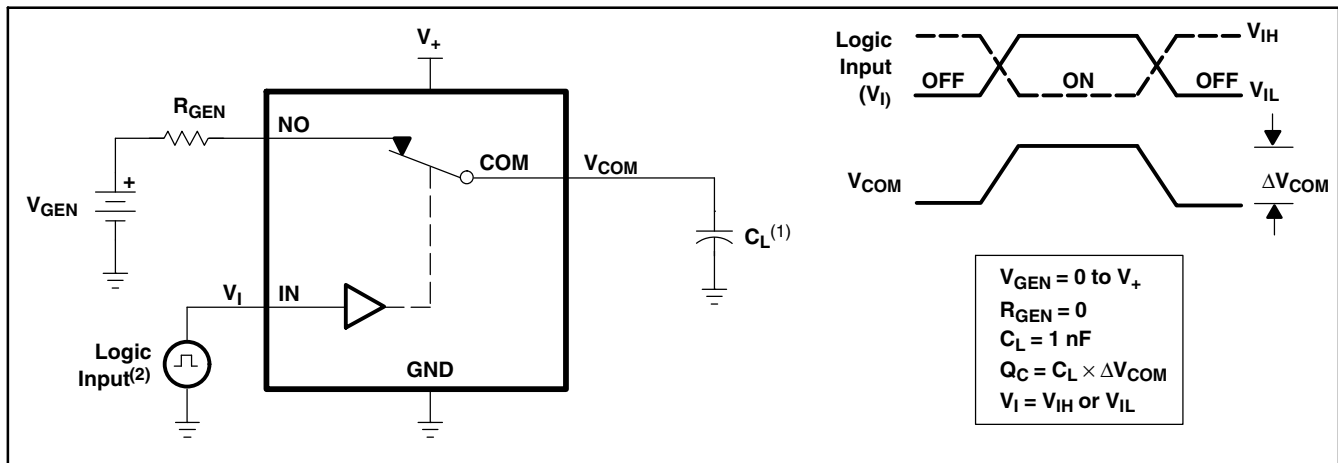 V+
RGEN
NO
COM
VCOM
+
VGEN
CL(1)
VI
IN
Logic
Input(2)
GND
Logic
Input
(VI)
OFF
ON
OFF
VIH
VIL
VCOM
ΔVCOM
VGEN = 0 to V+
RGEN = 0
CL = 1 nF
QC = CL × ΔVCOM
VI = VIH or VIL